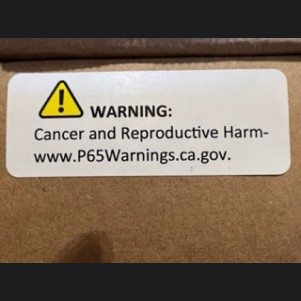 WARNING:
Cancer and Reproductive Harm-
www.P65Warnings.ca.gov.